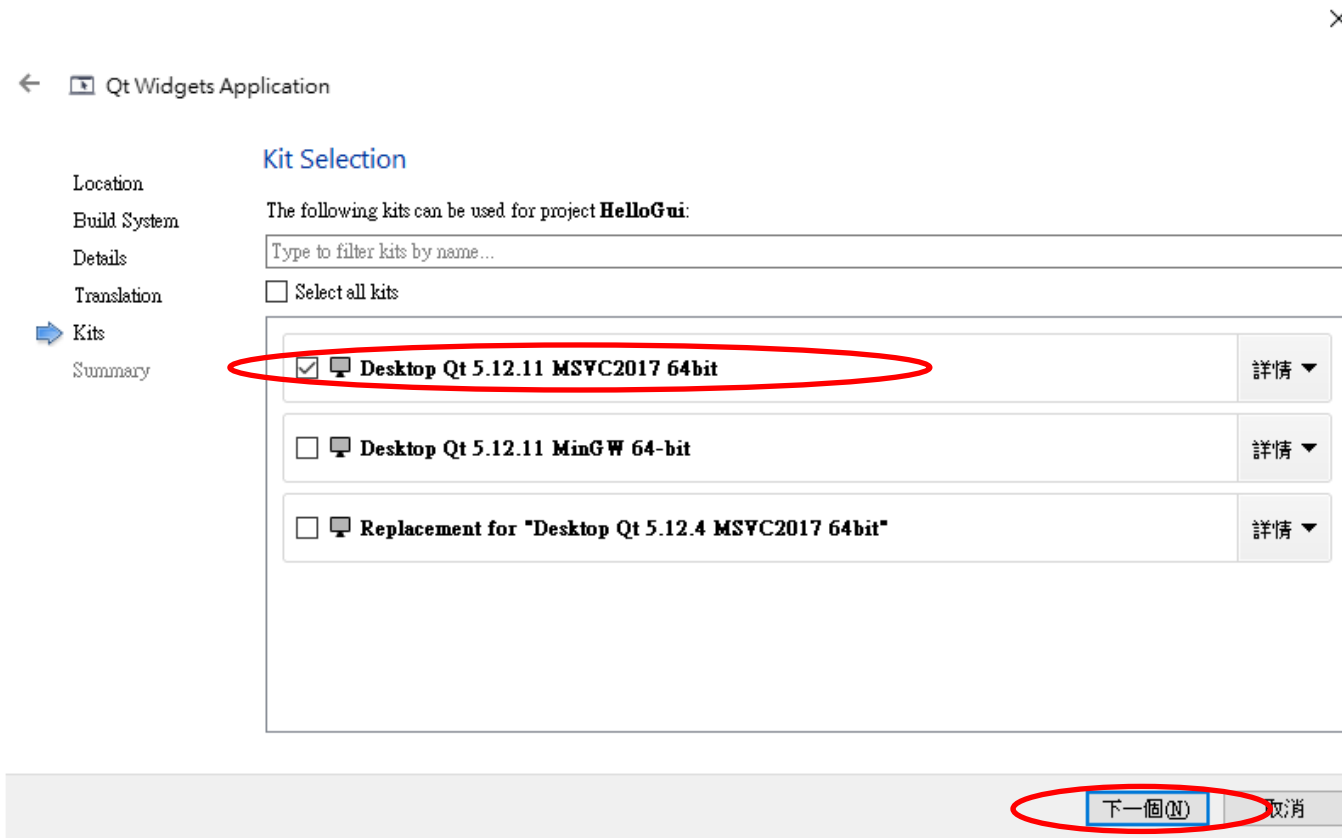 Qt Widgets Application
Kit Selection
Location
Build System
Details
Translation
Kits
Summary
The following kits can be used for project HelloGui:
Type to filter kits by name...
Select all kits
Desktop Qt 5.12.11 MSVC2017 64bit
詳情
Desktop Qt 5.12.11 MinGW 64-bit
詳情
Replacement for "Desktop Qt 5.12.4 MSVC2017 64bit"
詳情
下一個(N)
取消